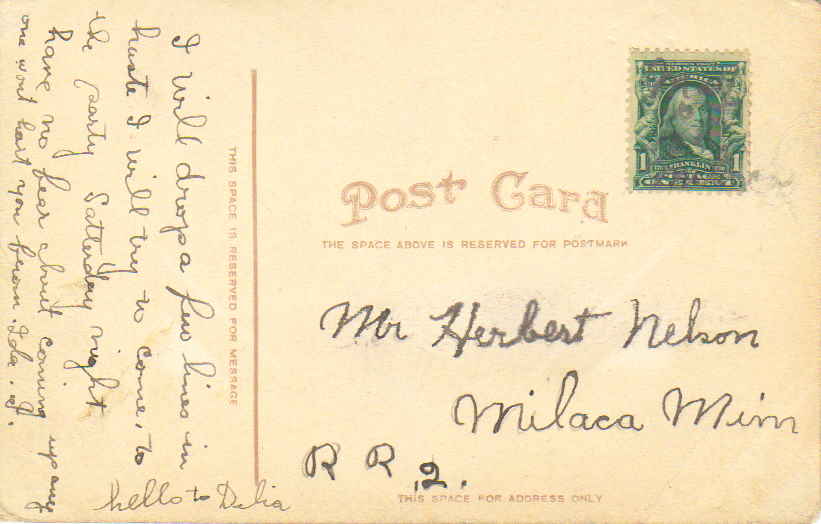 I will drop a few lines in
haste I will try to come, to
the party Satterday night
have no fear about coming up any
one wont hurt you Ida. J.
hello to Delia
THIS SPACE IS RESERVED FOR MESSAGE
UNITED STATES OF
AMERICA
1 FRANKLIN 1
Post Card
THE SPACE ABOVE IS RESERVED FOR POSTMARK
Mr Herbert Nelson
Milaca Minn
R R 2.
THIS SPACE FOR ADDRESS ONLY